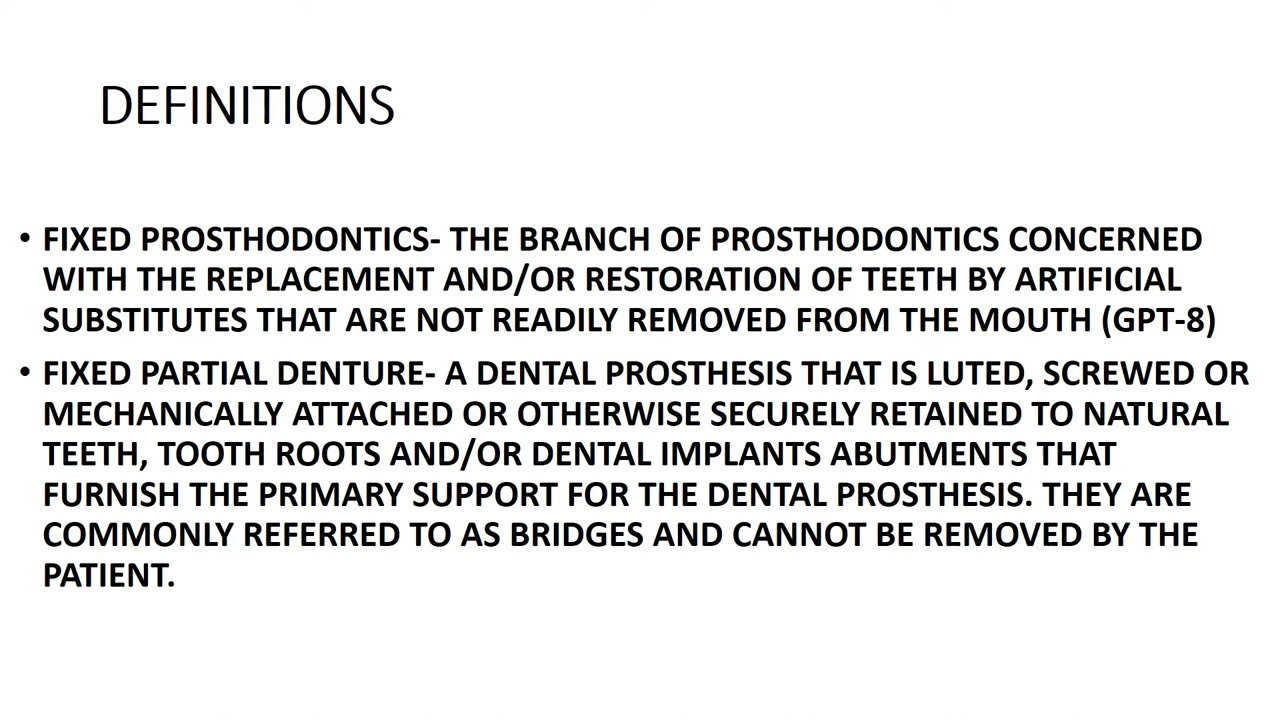 DEFINITIONS
• FIXED PROSTHODONTICS- THE BRANCH OF PROSTHODONTICS CONCERNED
WITH THE REPLACEMENT AND/OR RESTORATION OF TEETH BY ARTIFICIAL
SUBSTITUTES THAT ARE NOT READILY REMOVED FROM THE MOUTH (GPT-8)
• FIXED PARTIAL DENTURE- A DENTAL PROSTHESIS THAT IS LUTED, SCREWED OR
MECHANICALLY ATTACHED OR OTHERWISE SECURELY RETAINED TO NATURAL
TEETH, TOOTH ROOTS AND/OR DENTAL IMPLANTS ABUTMENTS THAT
FURNISH THE PRIMARY SUPPORT FOR THE DENTAL PROSTHESIS. THEY ARE
COMMONLY REFERRED TO AS BRIDGES AND CANNOT BE REMOVED BY THE
PATIENT.